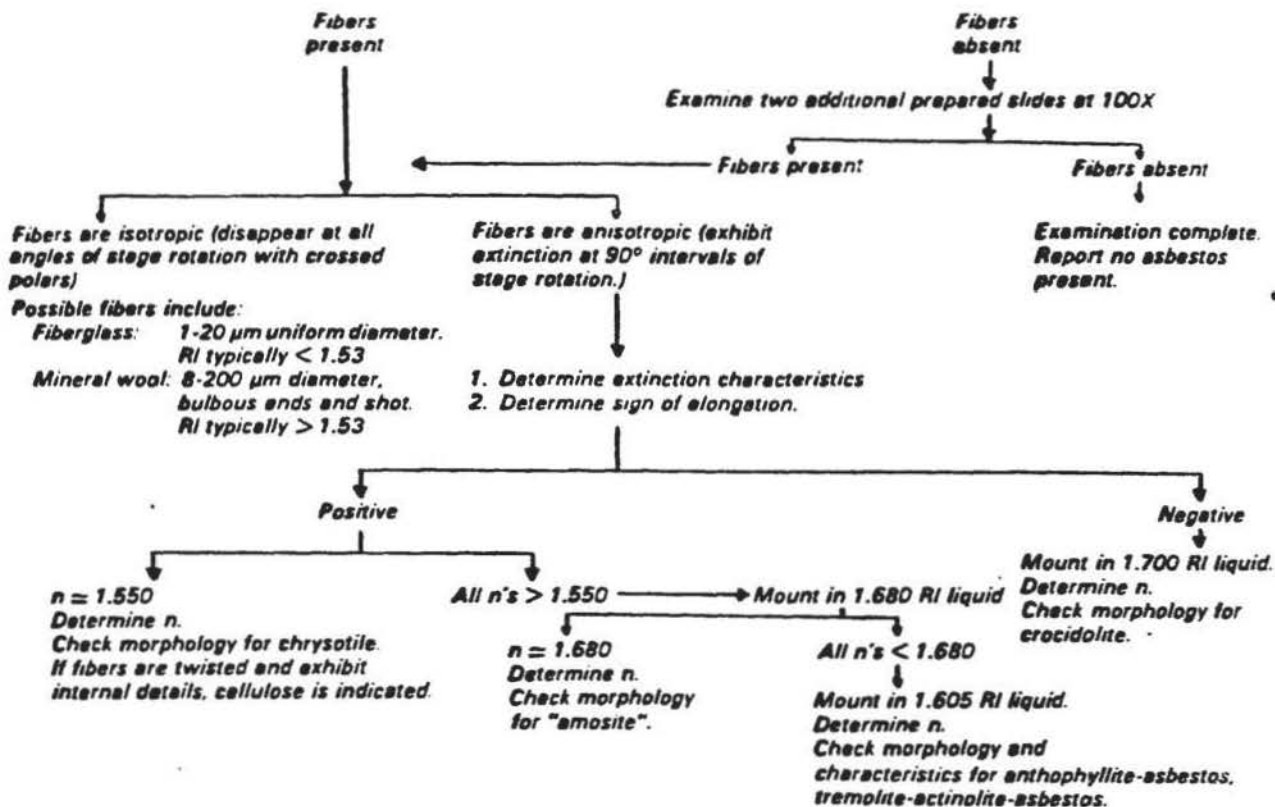 Fibers
present
Fibers
absent
Examine two additional prepared slides at 100X
Fibers present
Fibers absent
Fibers are isotropic (disappear at all
angles of stage rotation with crossed
polars)
Possible fibers include:
Fiberglass: 1-20 µm uniform diameter.
RI typically < 1.53
Mineral wool: 8-200 µm diameter,
bulbous ends and shot.
RI typically > 1.53
Fibers are anisotropic (exhibit
extinction at 90° intervals of
stage rotation.)
Examination complete.
Report no asbestos
present.
1. Determine extinction characteristics
2. Determine sign of elongation.
Positive
Negative
n ≃ 1.550
Determine n.
Check morphology for chrysotile.
If fibers are twisted and exhibit
internal details, cellulose is indicated.
All n's > 1.550
Mount in 1.680 RI liquid
Mount in 1.700 RI liquid.
Determine n.
Check morphology for
crocidolite.
n ≃ 1.680
Determine n.
Check morphology
for "amosite".
All n's < 1.680
Mount in 1.605 RI liquid.
Determine n.
Check morphology and
characteristics for anthophyllite-asbestos,
tremolite-actinolite-asbestos.